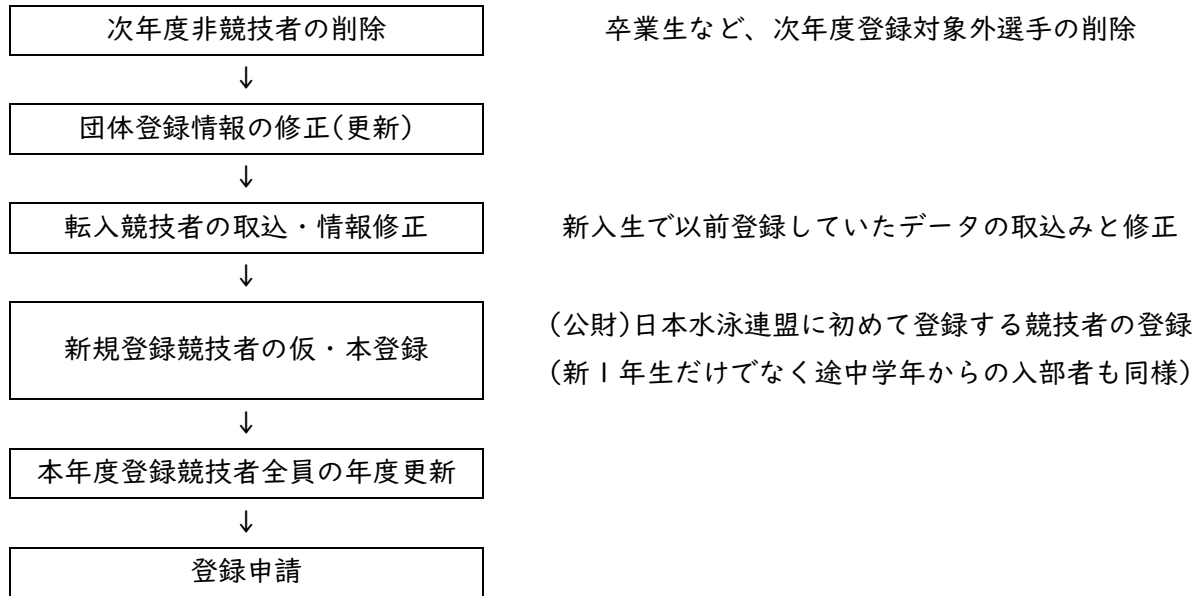 次年度非競技者の削除 卒業生など、次年度登録対象外選手の削除
↓
団体登録情報の修正(更新)
↓
転入競技者の取込・情報修正 新入生で以前登録していたデータの取込みと修正
↓
新規登録競技者の仮・本登録
(公財)日本水泳連盟に初めて登録する競技者の登録
(新1年生だけでなく途中学年からの入部者も同様)
↓
本年度登録競技者全員の年度更新
↓
登録申請